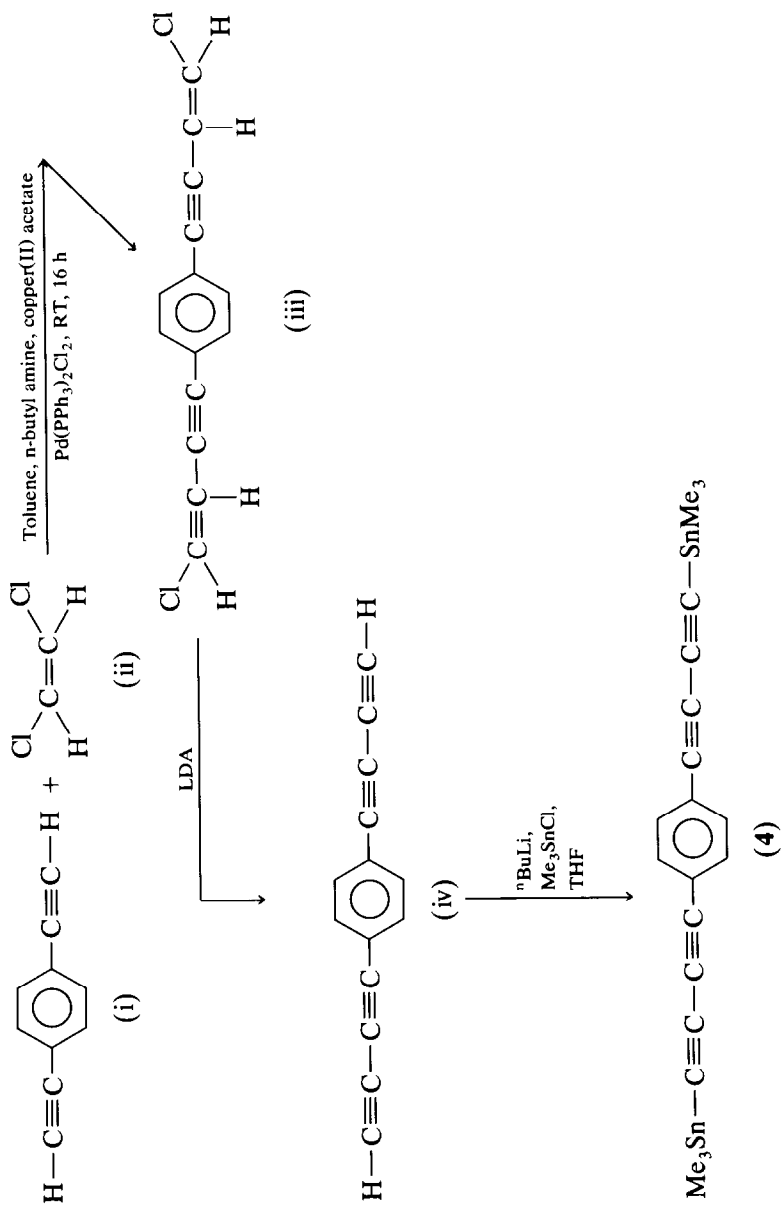 H—C≡C—C≡C—H + Cl Cl C=C H H
Toluene, n-butyl amine, copper(II) acetate
Pd(PPh₃)₂Cl₂, RT, 16 h
(i)
(ii)
Cl H C≡C H C≡C C≡C C=C H Cl H
(iii)
LDA
H—C≡C—C≡C—C≡C—C≡C—H
(iv)
ⁿBuLi,
Me₃SnCl,
THF
Me₃Sn—C≡C—C≡C—C≡C—C≡C—SnMe₃
(4)